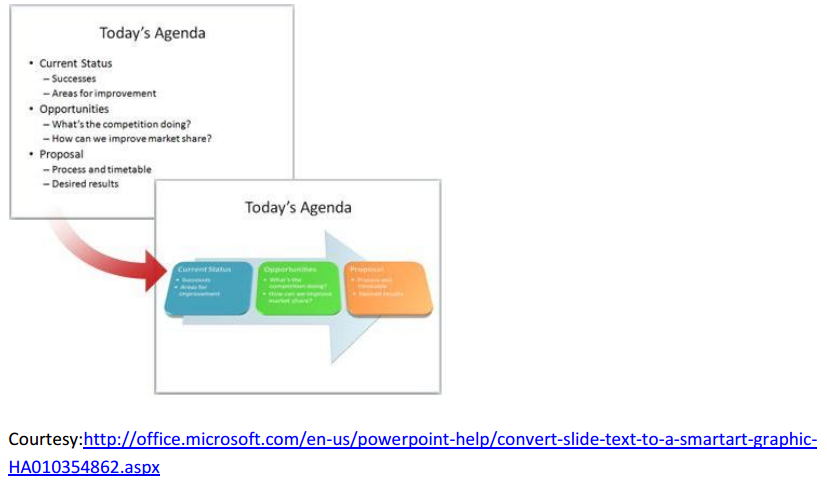 Today's Agenda
• Current Status
– Successes
– Areas for improvement
• Opportunities
– What's the competition doing?
– How can we improve market share?
• Proposal
– Process and timetable
– Desired results
Today's Agenda
Current Status
• Successes
• Areas for
improvement
Opportunities
• What's the
competition doing?
• How can we improve
market share?
Proposal
• Process and
timetable
• Desired results
Courtesy:http://office.microsoft.com/en-us/powerpoint-help/convert-slide-text-to-a-smartart-graphic-
HA010354862.aspx